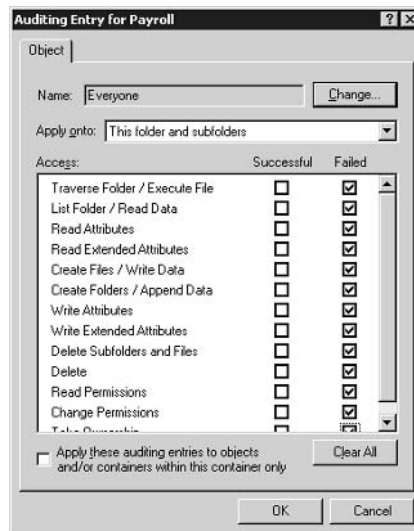 Auditing Entry for Payroll
Object
Name: Everyone Change...
Apply onto: This folder and subfolders
Access: Successful Failed
Traverse Folder / Execute File
List Folder / Read Data
Read Attributes
Read Extended Attributes
Create Files / Write Data
Create Folders / Append Data
Write Attributes
Write Extended Attributes
Delete Subfolders and Files
Delete
Read Permissions
Change Permissions
Take Ownership
Apply these auditing entries to objects
and/or containers within this container only
Clear All
OK Cancel